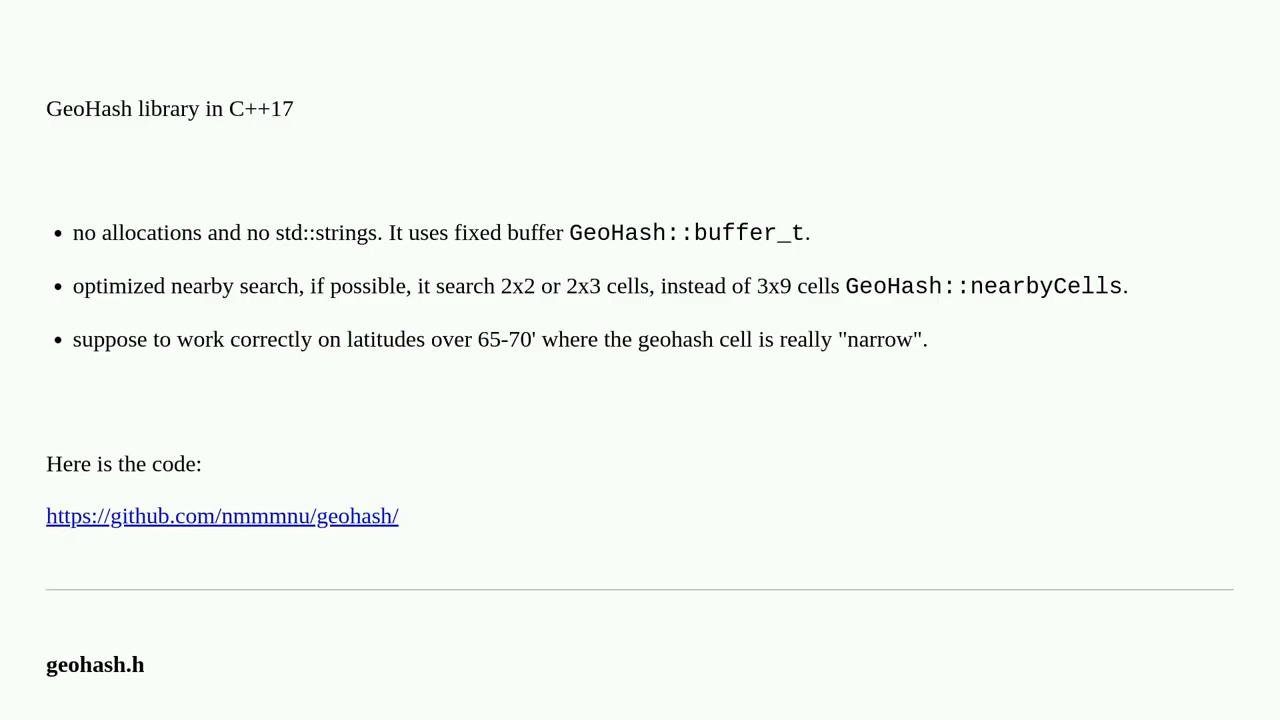 GeoHash library in C++17
• no allocations and no std::strings. It uses fixed buffer GeoHash::buffer_t.
• optimized nearby search, if possible, it search 2x2 or 2x3 cells, instead of 3x9 cells GeoHash::nearbyCells.
• suppose to work correctly on latitudes over 65-70' where the geohash cell is really "narrow".
Here is the code:
https://github.com/nmmmnu/geohash/
geohash.h